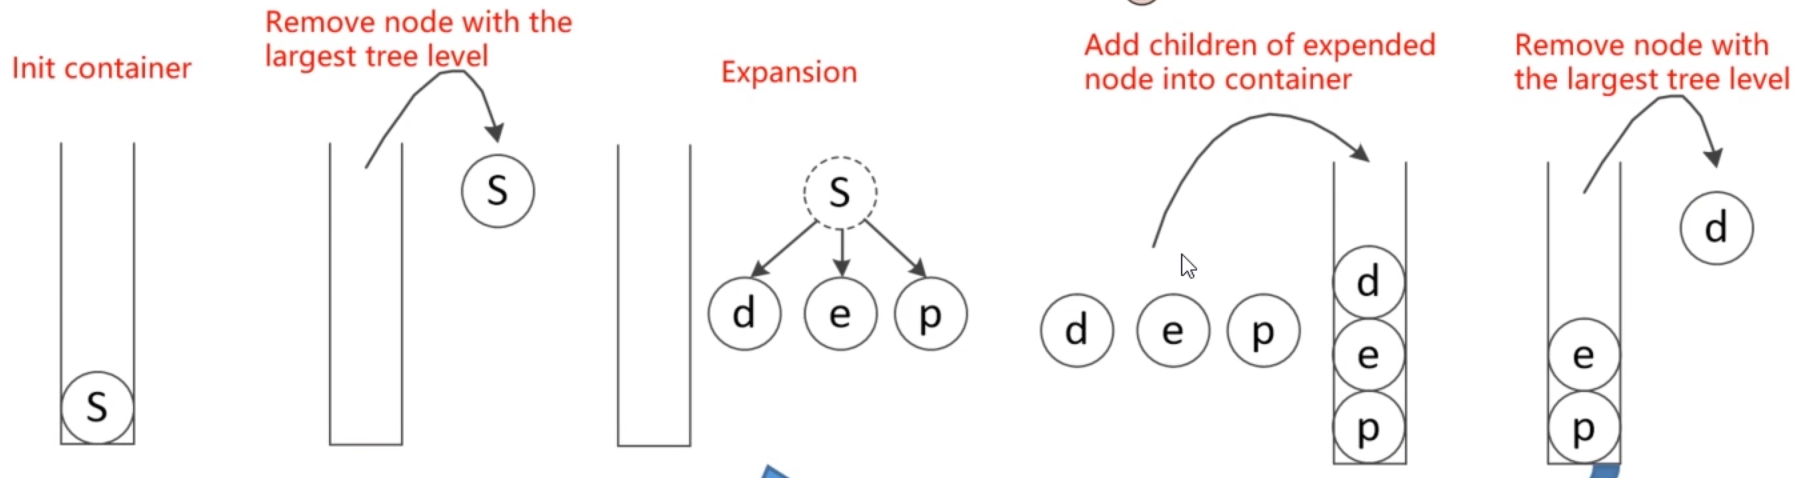 Init container
Remove node with the
largest tree level
S
S
Expansion
S
d e p
Add children of expended
node into container
d e p
d
e
p
Remove node with
the largest tree level
d
e
p